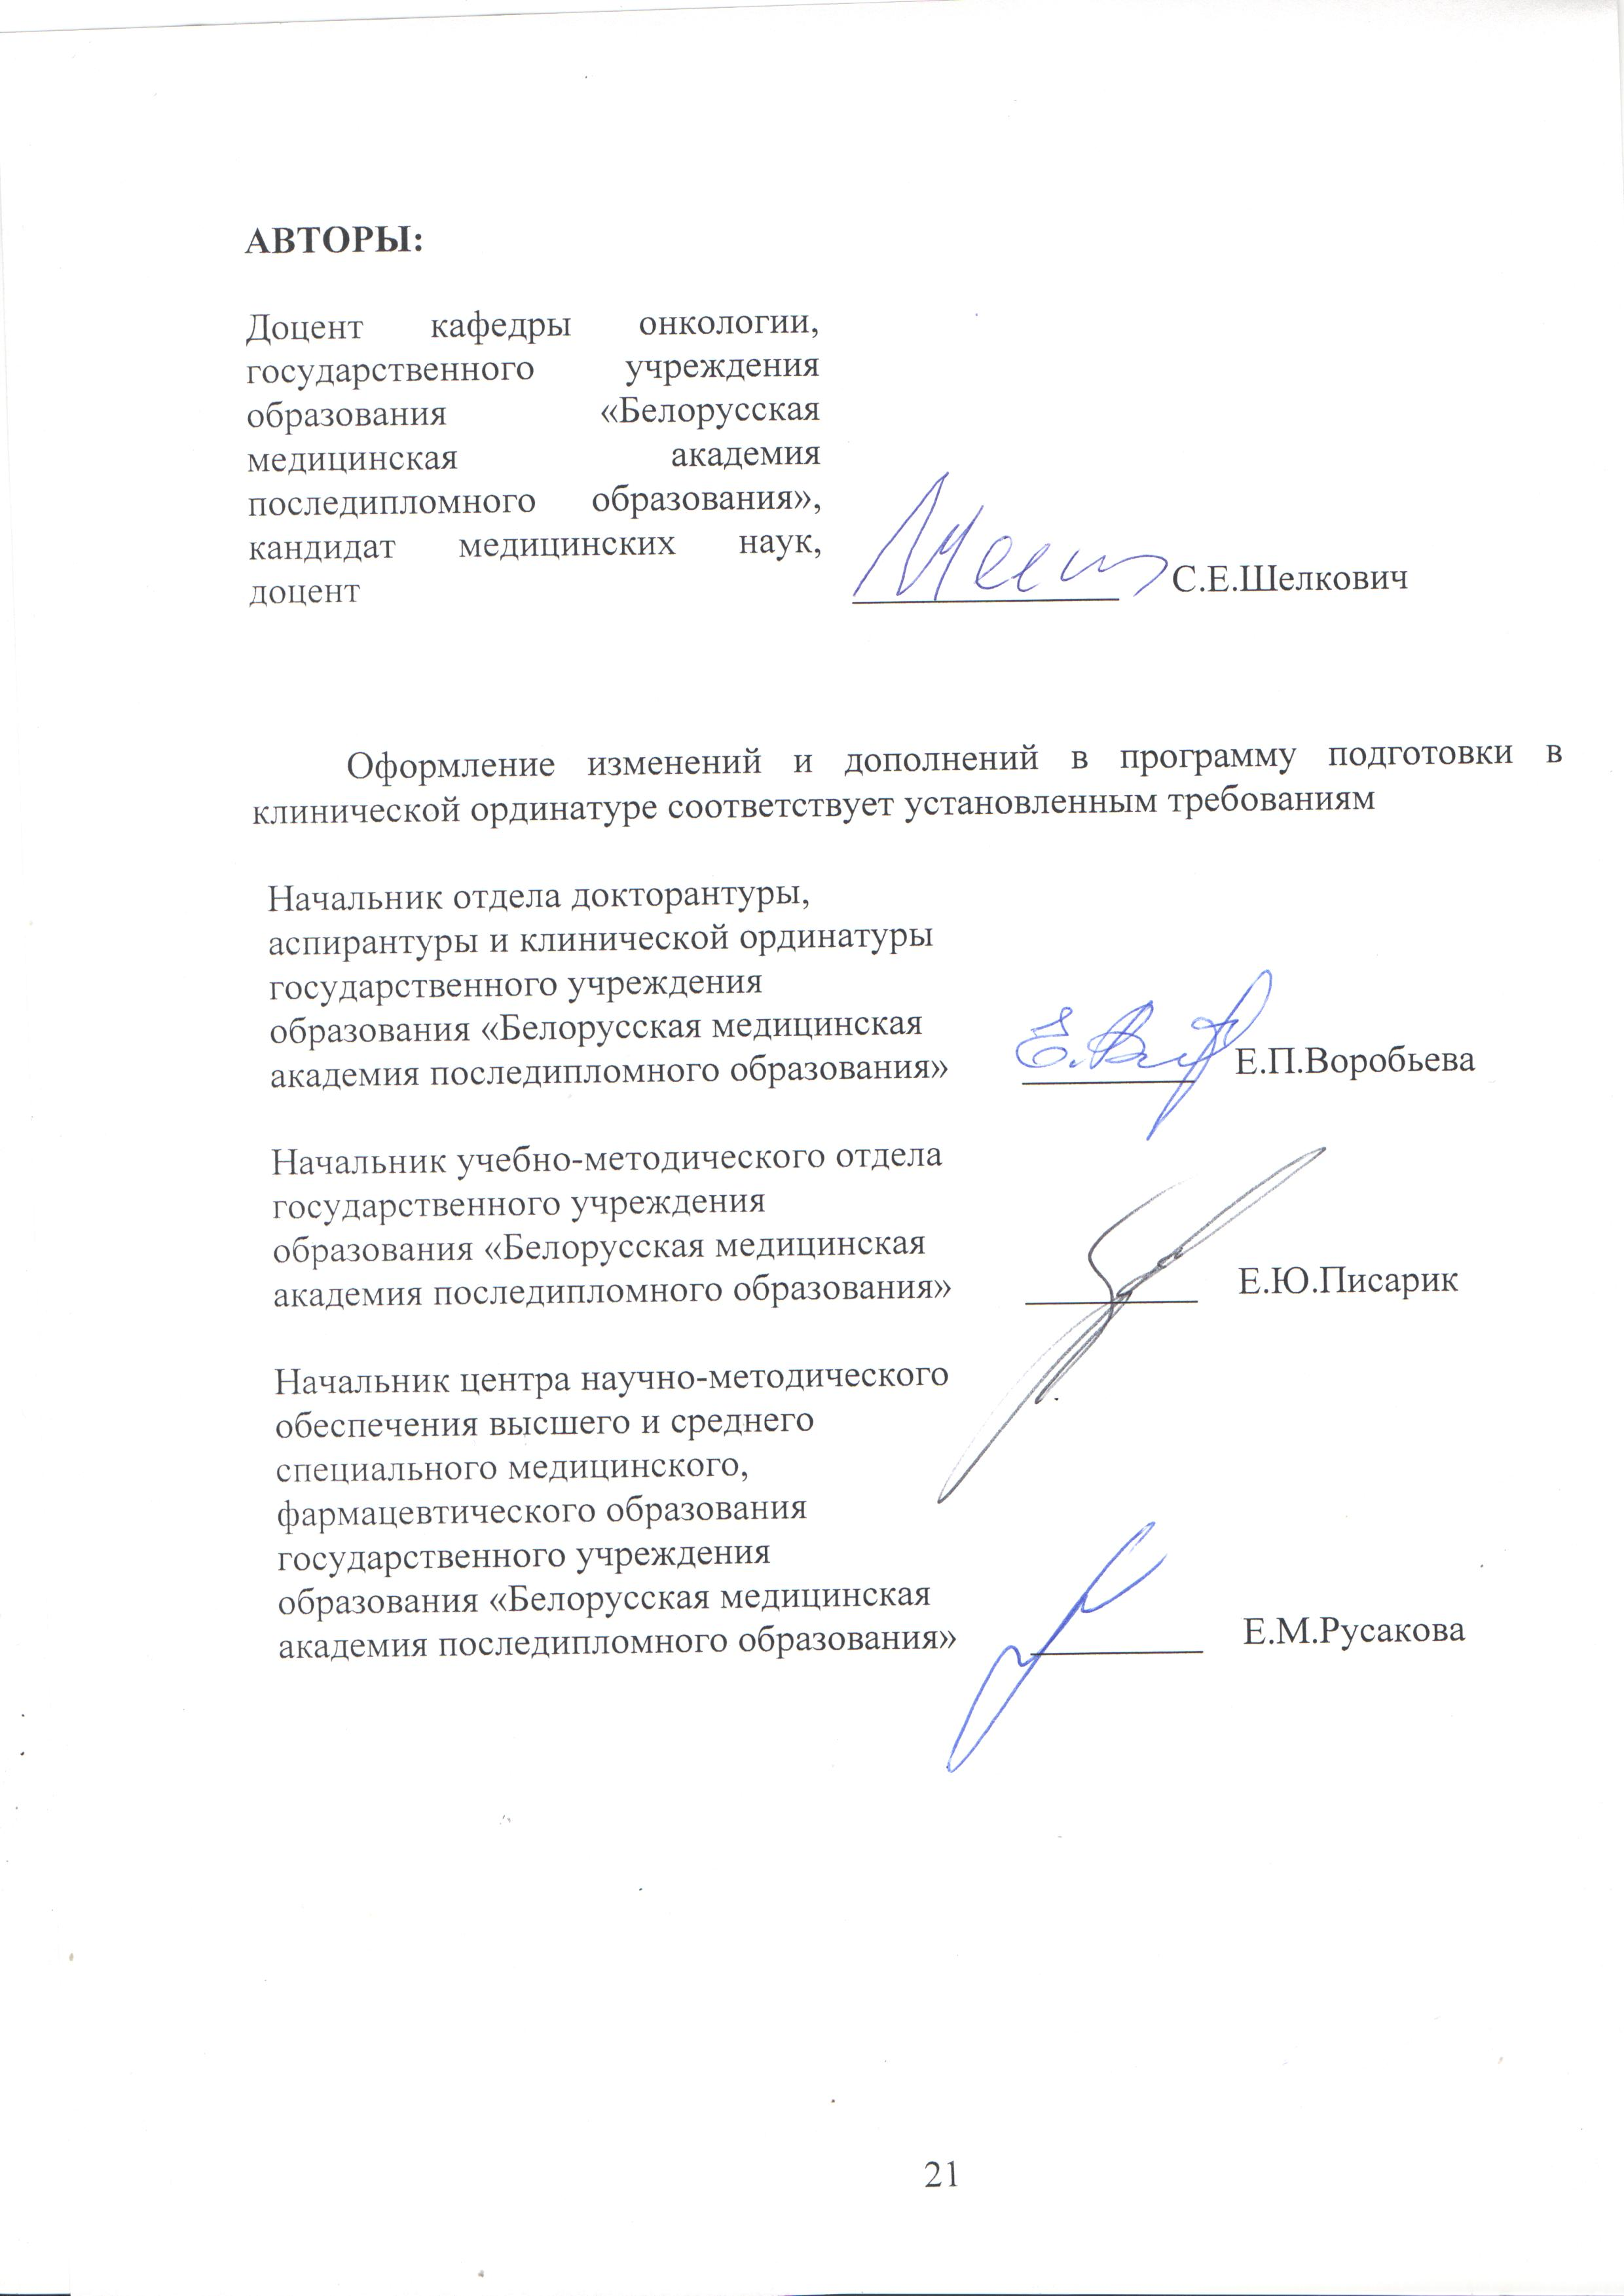 АВТОРЫ:
Доцент кафедры онкологии,
государственного учреждения
образования «Белорусская
медицинская академия
последипломного образования»,
кандидат медицинских наук,
доцент С.Е.Шелкович
Оформление изменений и дополнений в программу подготовки в
клинической ординатуре соответствует установленным требованиям
Начальник отдела докторантуры,
аспирантуры и клинической ординатуры
государственного учреждения
образования «Белорусская медицинская
академия последипломного образования» Е.П.Воробьева
Начальник учебно-методического отдела
государственного учреждения
образования «Белорусская медицинская
академия последипломного образования» Е.Ю.Писарик
Начальник центра научно-методического
обеспечения высшего и среднего
специального медицинского,
фармацевтического образования
государственного учреждения
образования «Белорусская медицинская
академия последипломного образования» Е.М.Русакова
21